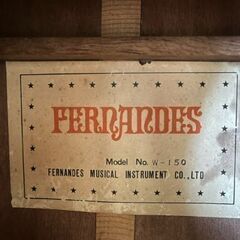 FERNANDES
Model No. W-150
FERNANDES MUSICAL INSTRUMENT CO.,LTD